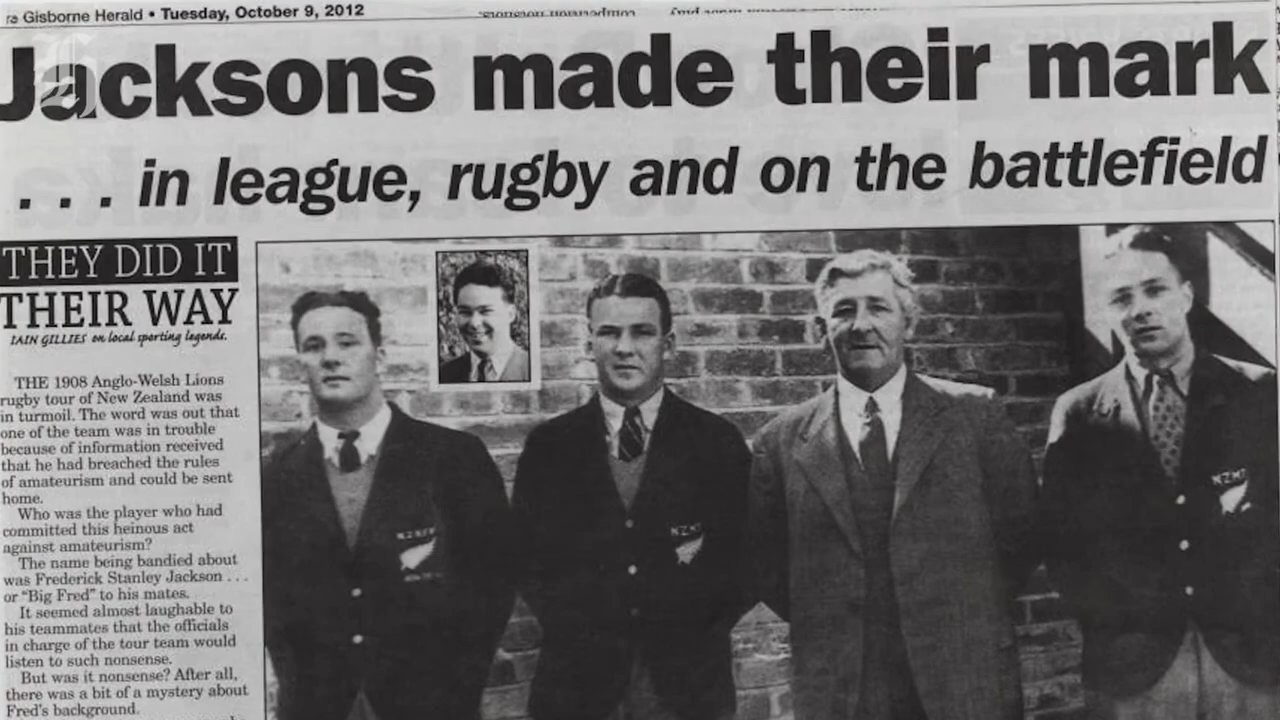 Gisborne Herald • Tuesday, October 9, 2012
Jacksons made their mark
. . . in league, rugby and on the battlefield
THEY DID IT
THEIR WAY
IAIN GILLIES on local sporting legends.
THE 1908 Anglo-Welsh Lions
rugby tour of New Zealand was
in turmoil. The word was out that
one of the team was in trouble
because of information received
that he had breached the rules
of amateurism and could be sent
home.
Who was the player who had
committed this heinous act
against amateurism?
The name being bandied about
was Frederick Stanley Jackson . . .
or "Big Fred" to his mates.
It seemed almost laughable to
his teammates that the officials
in charge of the tour team would
listen to such nonsense.
But was it nonsense? After all,
there was a bit of a mystery about
Fred's background.